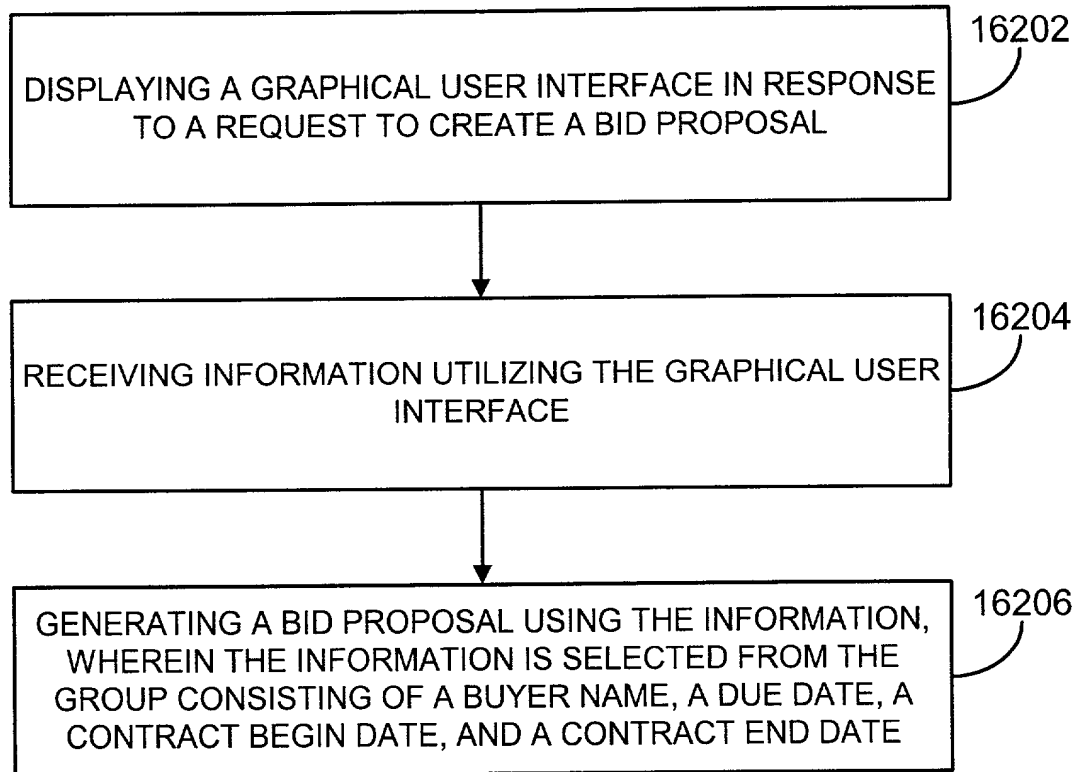 16202
DISPLAYING A GRAPHICAL USER INTERFACE IN RESPONSE
TO A REQUEST TO CREATE A BID PROPOSAL
16204
RECEIVING INFORMATION UTILIZING THE GRAPHICAL USER
INTERFACE
16206
GENERATING A BID PROPOSAL USING THE INFORMATION,
WHEREIN THE INFORMATION IS SELECTED FROM THE
GROUP CONSISTING OF A BUYER NAME, A DUE DATE, A
CONTRACT BEGIN DATE, AND A CONTRACT END DATE